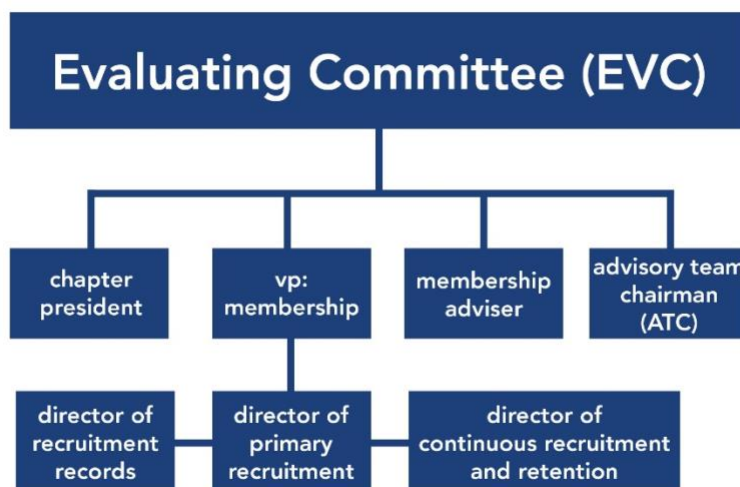 Evaluating Committee (EVC)
chapter
president
vp:
membership
membership
adviser
advisory team
chairman
(ATC)
director of
recruitment
records
director of
primary
recruitment
director of
continuous recruitment
and retention